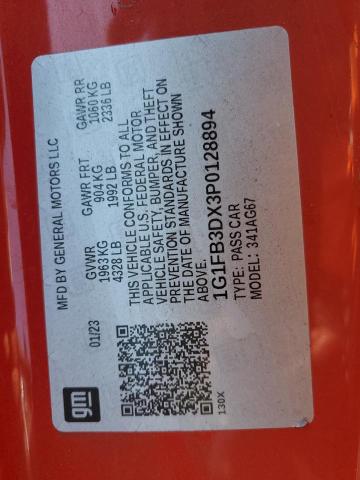 MFD BY GENERAL MOTORS LLC
01/23
GVWR GAWR FRT GAWR RR
1963 KG 904 KG 1060 KG
4328 LB 1992 LB 2336 LB
THIS VEHICLE CONFORMS TO ALL
APPLICABLE U.S. FEDERAL MOTOR
VEHICLE SAFETY, BUMPER, AND THEFT
PREVENTION STANDARDS IN EFFECT ON
THE DATE OF MANUFACTURE SHOWN
ABOVE.
1G1FB3DX3P0128894
TYPE: PASS CAR
MODEL: 341AG67
gm
130X